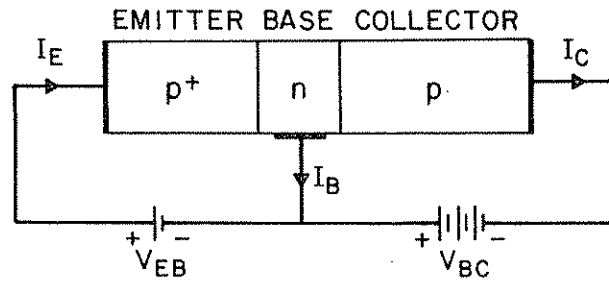 EMITTER BASE COLLECTOR
I_E I_C
p⁺ n p
I_B
+ - + -
V_EB V_BC